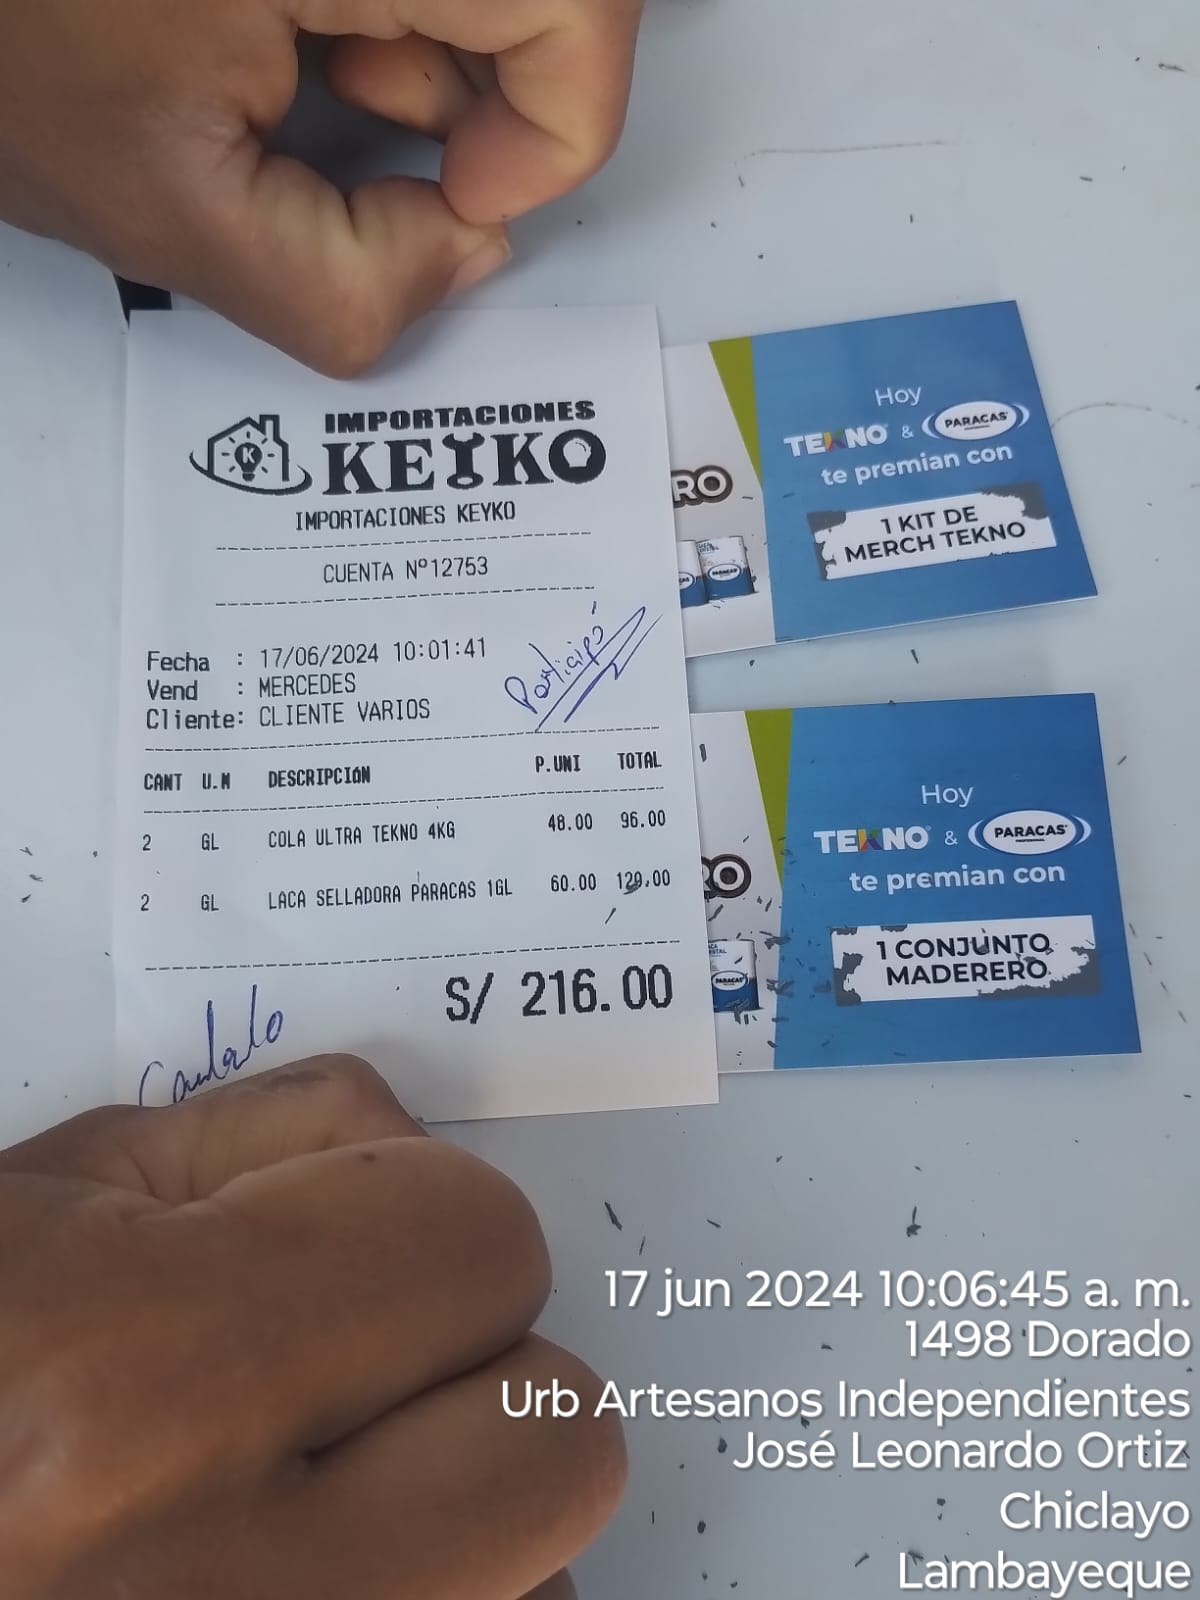 IMPORTACIONES
KEYKO
IMPORTACIONES KEYKO
CUENTA Nº12753
Fecha : 17/06/2024 10:01:41
Vend : MERCEDES
Cliente: CLIENTE VARIOS
Participó
CANT U.M DESCRIPCIÓN P.UNI TOTAL
2 GL COLA ULTRA TEKNO 4KG 48.00 96.00
2 GL LACA SELLADORA PARACAS 1GL 60.00 120.00
S/ 216.00
RO
PARACAS
Hoy
TEKNO & PARACAS
te premian con
1 KIT DE
MERCH TEKNO
RO
PARACAS
Hoy
TEKNO & PARACAS
te premian con
1 CONJUNTO
MADERERO
17 jun 2024 10:06:45 a. m.
1498 Dorado
Urb Artesanos Independientes
José Leonardo Ortiz
Chiclayo
Lambayeque